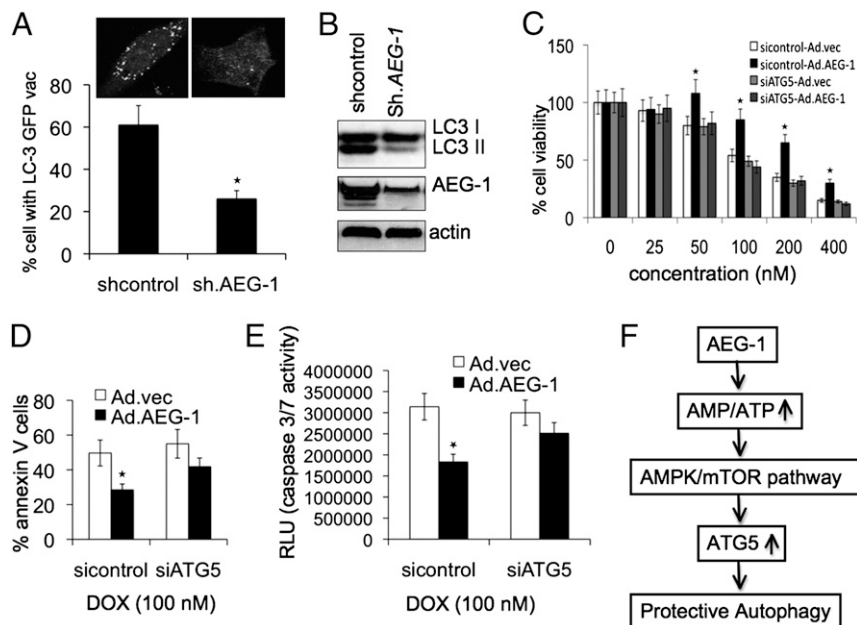 A
% cell with LC-3 GFP vac
80
60
40
20
0
★
shcontrol sh.AEG-1
B
shcontrol
Sh.AEG-1
LC3 I
LC3 II
AEG-1
actin
C
% cell viability
150
100
50
0
sicontrol-Ad.vec
sicontrol-Ad.AEG-1
siATG5-Ad.vec
siATG5-Ad.AEG-1
★ ★ ★ ★
0 25 50 100 200 400
concentration (nM)
D
% annexin V cells
80
60
40
20
0
Ad.vec
Ad.AEG-1
★
sicontrol siATG5
DOX (100 nM)
E
RLU (caspase 3/7 activity)
4000000
3500000
3000000
2500000
2000000
1500000
1000000
500000
0
Ad.vec
Ad.AEG-1
★
sicontrol siATG5
DOX (100 nM)
F
AEG-1
AMP/ATP ↑
AMPK/mTOR pathway
ATG5 ↑
Protective Autophagy